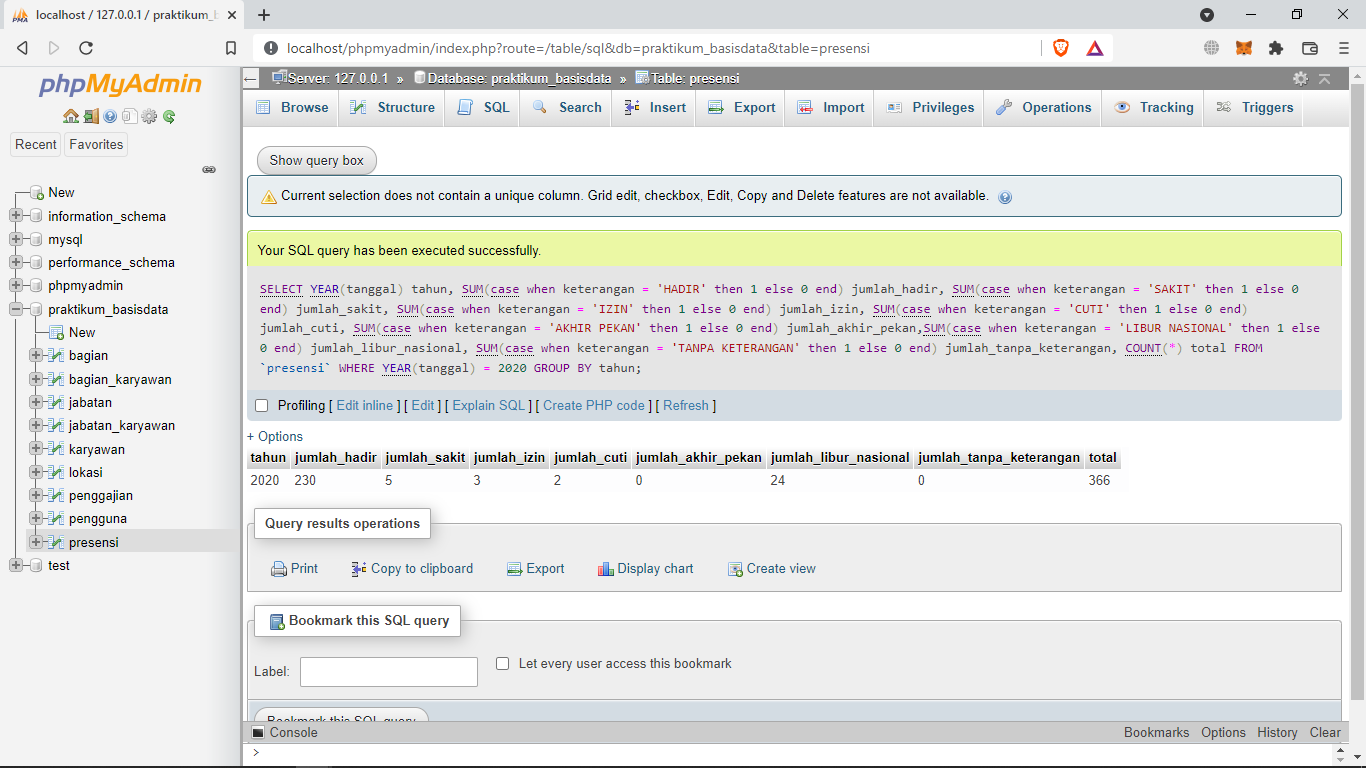 localhost / 127.0.0.1 / praktikum_b
localhost/phpmyadmin/index.php?route=/table/sql&db=praktikum_basisdata&table=presensi
phpMyAdmin
Recent Favorites
New
information_schema
mysql
performance_schema
phpmyadmin
praktikum_basisdata
New
bagian
bagian_karyawan
jabatan
jabatan_karyawan
karyawan
lokasi
penggajian
pengguna
presensi
test
Server: 127.0.0.1 » Database: praktikum_basisdata » Table: presensi
Browse Structure SQL Search Insert Export Import Privileges Operations Tracking Triggers
Show query box
Current selection does not contain a unique column. Grid edit, checkbox, Edit, Copy and Delete features are not available.
Your SQL query has been executed successfully.
SELECT YEAR(tanggal) tahun, SUM(case when keterangan = 'HADIR' then 1 else 0 end) jumlah_hadir, SUM(case when keterangan = 'SAKIT' then 1 else 0
end) jumlah_sakit, SUM(case when keterangan = 'IZIN' then 1 else 0 end) jumlah_izin, SUM(case when keterangan = 'CUTI' then 1 else 0 end)
jumlah_cuti, SUM(case when keterangan = 'AKHIR PEKAN' then 1 else 0 end) jumlah_akhir_pekan,SUM(case when keterangan = 'LIBUR NASIONAL' then 1 else
0 end) jumlah_libur_nasional, SUM(case when keterangan = 'TANPA KETERANGAN' then 1 else 0 end) jumlah_tanpa_keterangan, COUNT(*) total FROM
`presensi` WHERE YEAR(tanggal) = 2020 GROUP BY tahun;
Profiling [ Edit inline ] [ Edit ] [ Explain SQL ] [ Create PHP code ] [ Refresh ]
+ Options
tahun jumlah_hadir jumlah_sakit jumlah_izin jumlah_cuti jumlah_akhir_pekan jumlah_libur_nasional jumlah_tanpa_keterangan total
2020 230 5 3 2 0 24 0 366
Query results operations
Print Copy to clipboard Export Display chart Create view
Bookmark this SQL query
Label: Let every user access this bookmark
Bookmark this SQL query
Console Bookmarks Options History Clear
>